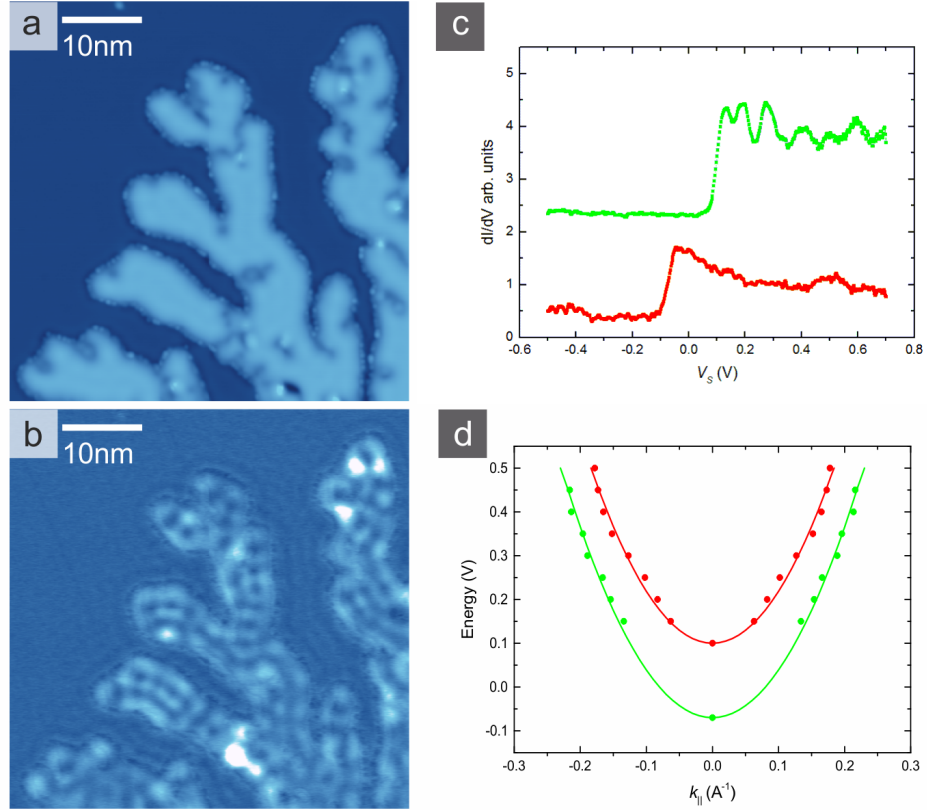 a
10nm
b
10nm
c
dI/dV arb. units
5
4
3
2
1
0
-0.6
-0.4
-0.2
0.0
0.2
0.4
0.6
0.8
V_S (V)
d
Energy (V)
0.5
0.4
0.3
0.2
0.1
0.0
-0.1
-0.3
-0.2
-0.1
0.0
0.1
0.2
0.3
k_|| (A⁻¹)